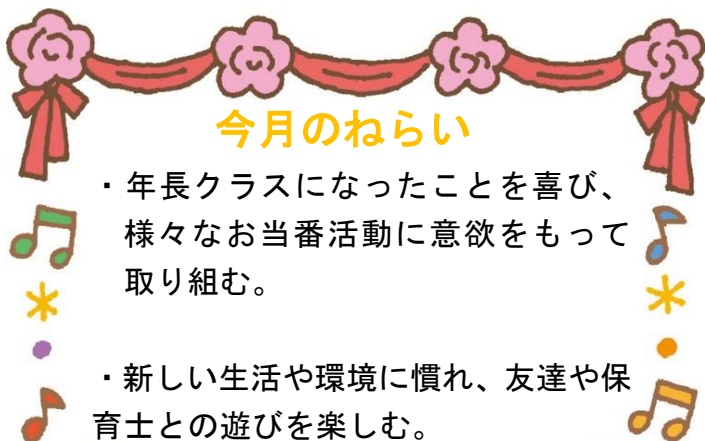 今月のねらい
・年長クラスになったことを喜び、
様々なお当番活動に意欲をもって
取り組む。
・新しい生活や環境に慣れ、友達や保
育士との遊びを楽しむ。